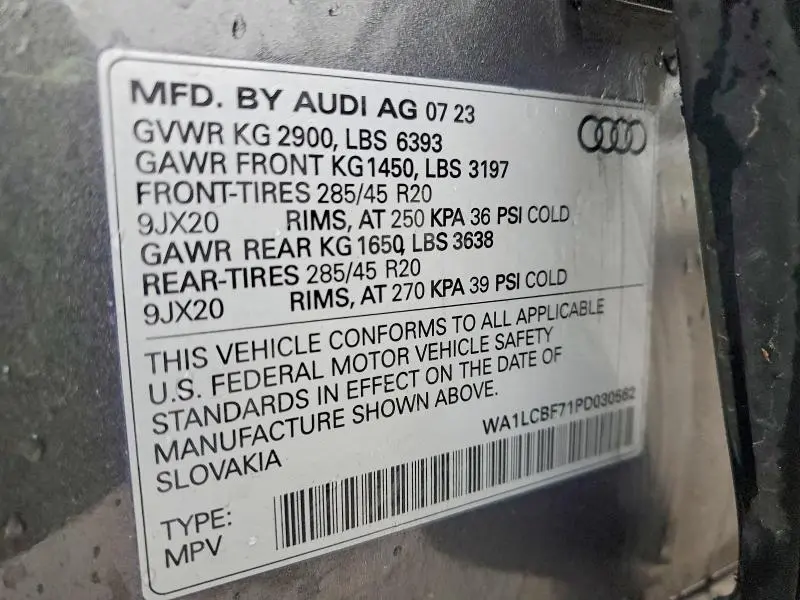 MFD. BY AUDI AG 07 23
GVWR KG 2900, LBS 6393
GAWR FRONT KG1450, LBS 3197
FRONT-TIRES 285/45 R20
9JX20 RIMS, AT 250 KPA 36 PSI COLD
GAWR REAR KG 1650, LBS 3638
REAR-TIRES 285/45 R20
9JX20 RIMS, AT 270 KPA 39 PSI COLD
THIS VEHICLE CONFORMS TO ALL APPLICABLE
U.S. FEDERAL MOTOR VEHICLE SAFETY
STANDARDS IN EFFECT ON THE DATE OF
MANUFACTURE SHOWN ABOVE.
SLOVAKIA
WA1LCBF71PD030562
TYPE:
MPV